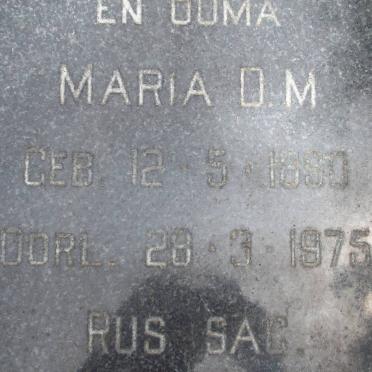 EN OUMA
MARIA D.M
GEB. 12 · 5 · 1890
OORL. 28 · 3 · 1975
RUS SAG.